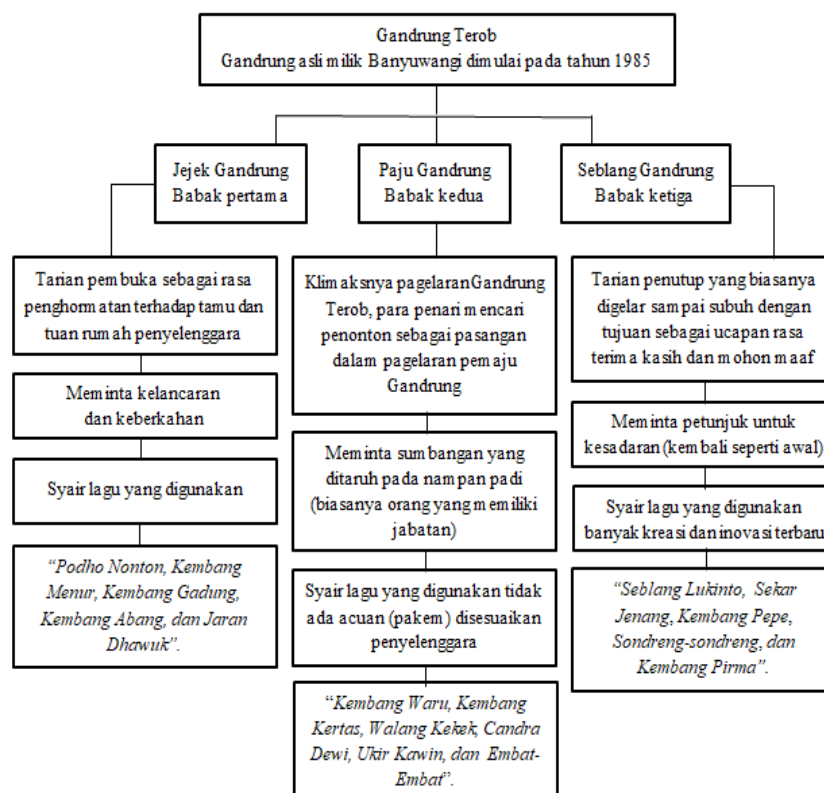 Gandrung Terob
Gandrung asli milik Banyuwangi dimulai pada tahun 1985
Jejek Gandrung
Babak pertama
Paju Gandrung
Babak kedua
Seblang Gandrung
Babak ketiga
Tarian pembuka sebagai rasa
penghormatan terhadap tamu dan
tuan rumah penyelenggara
Meminta kelancaran
dan keberkahan
Syair lagu yang digunakan
“Podho Nonton, Kembang
Menur, Kembang Gadung,
Kembang Abang, dan Jaran
Dhawuk”.
Klimaksnya pagelaran Gandrung
Terob, para penari mencari
penonton sebagai pasangan
dalam pagelaran pemaju
Gandrung
Meminta sumbangan yang
ditaruh pada nampan padi
(biasanya orang yang memiliki
jabatan)
Syair lagu yang digunakan tidak
ada acuan (pakem) disesuaikan
penyelenggara
“Kembang Waru, Kembang
Kertas, Walang Kekek, Candra
Dewi, Ukir Kawin, dan Embat-
Embat”.
Tarian penutup yang biasanya
digelar sampai subuh dengan
tujuan sebagai ucapan rasa
terima kasih dan mohon maaf
Meminta petunjuk untuk
kesadaran (kembali seperti awal)
Syair lagu yang digunakan
banyak kreasi dan inovasi terbaru
“Seblang Lukinto, Sekar
Jenang, Kembang Pepe,
Sondreng-sondreng, dan
Kembang Pirma”.